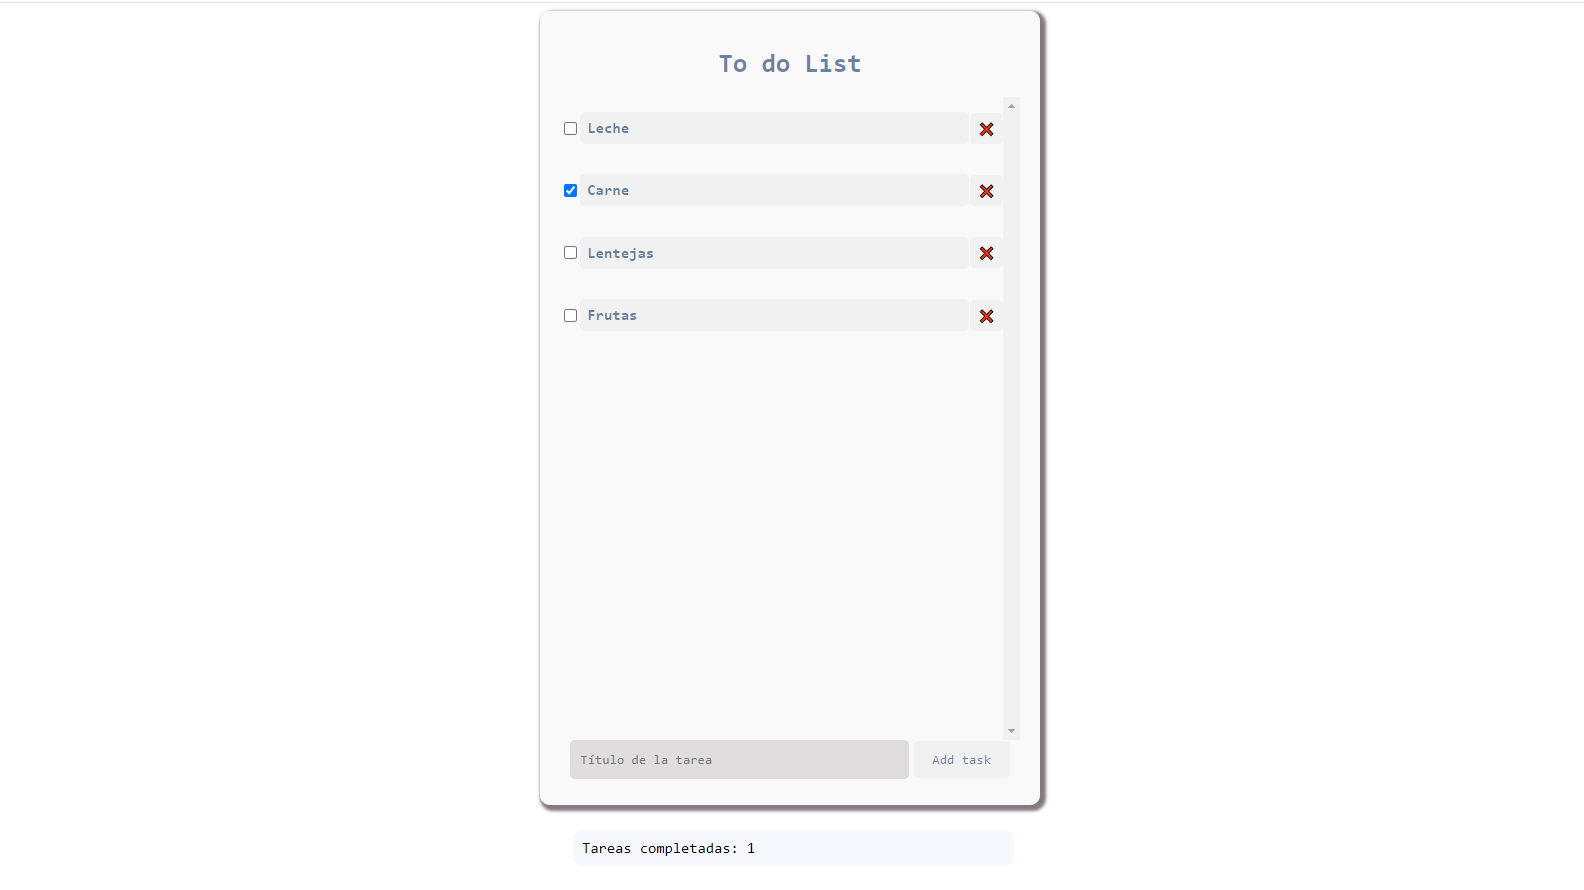 To do List
Leche
Carne
Lentejas
Frutas
Título de la tarea
Add task
Tareas completadas: 1